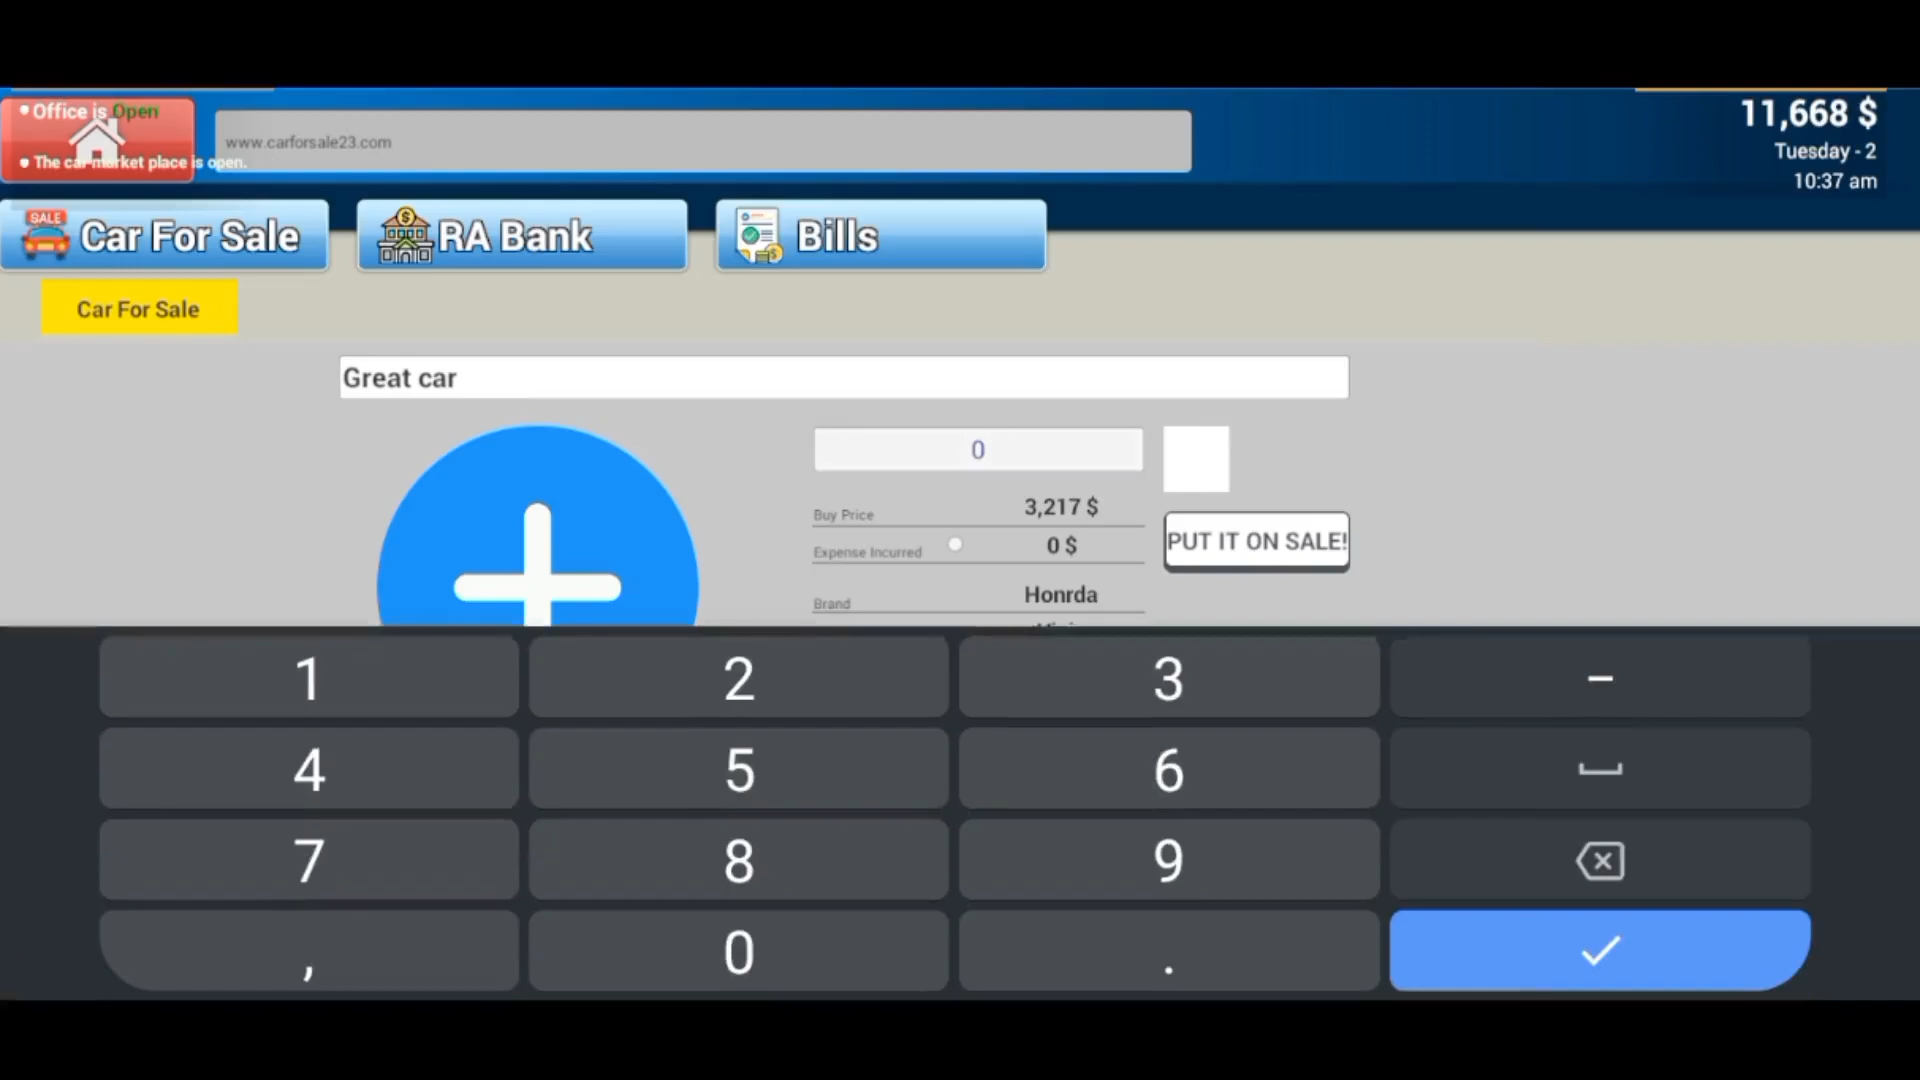 Office is Open
The car market place is open.
www.carforsale23.com
11,668 $
Tuesday - 2
10:37 am
SALE
Car For Sale
RA Bank
Bills
Car For Sale
Great car
0
Buy Price 3,217 $
Expense Incurred 0 $
PUT IT ON SALE!
Brand Honrda
1 2 3 –
4 5 6
7 8 9
, 0 .